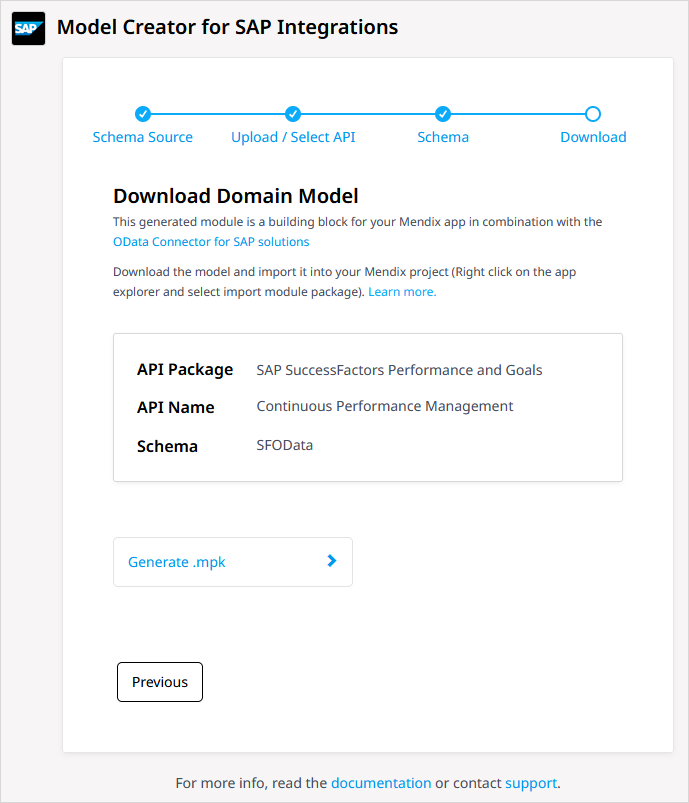 SAP Model Creator for SAP Integrations
Schema Source Upload / Select API Schema Download
Download Domain Model
This generated module is a building block for your Mendix app in combination with the
OData Connector for SAP solutions
Download the model and import it into your Mendix project (Right click on the app
explorer and select import module package). Learn more.
API Package SAP SuccessFactors Performance and Goals
API Name Continuous Performance Management
Schema SFOData
Generate .mpk
Previous
For more info, read the documentation or contact support.